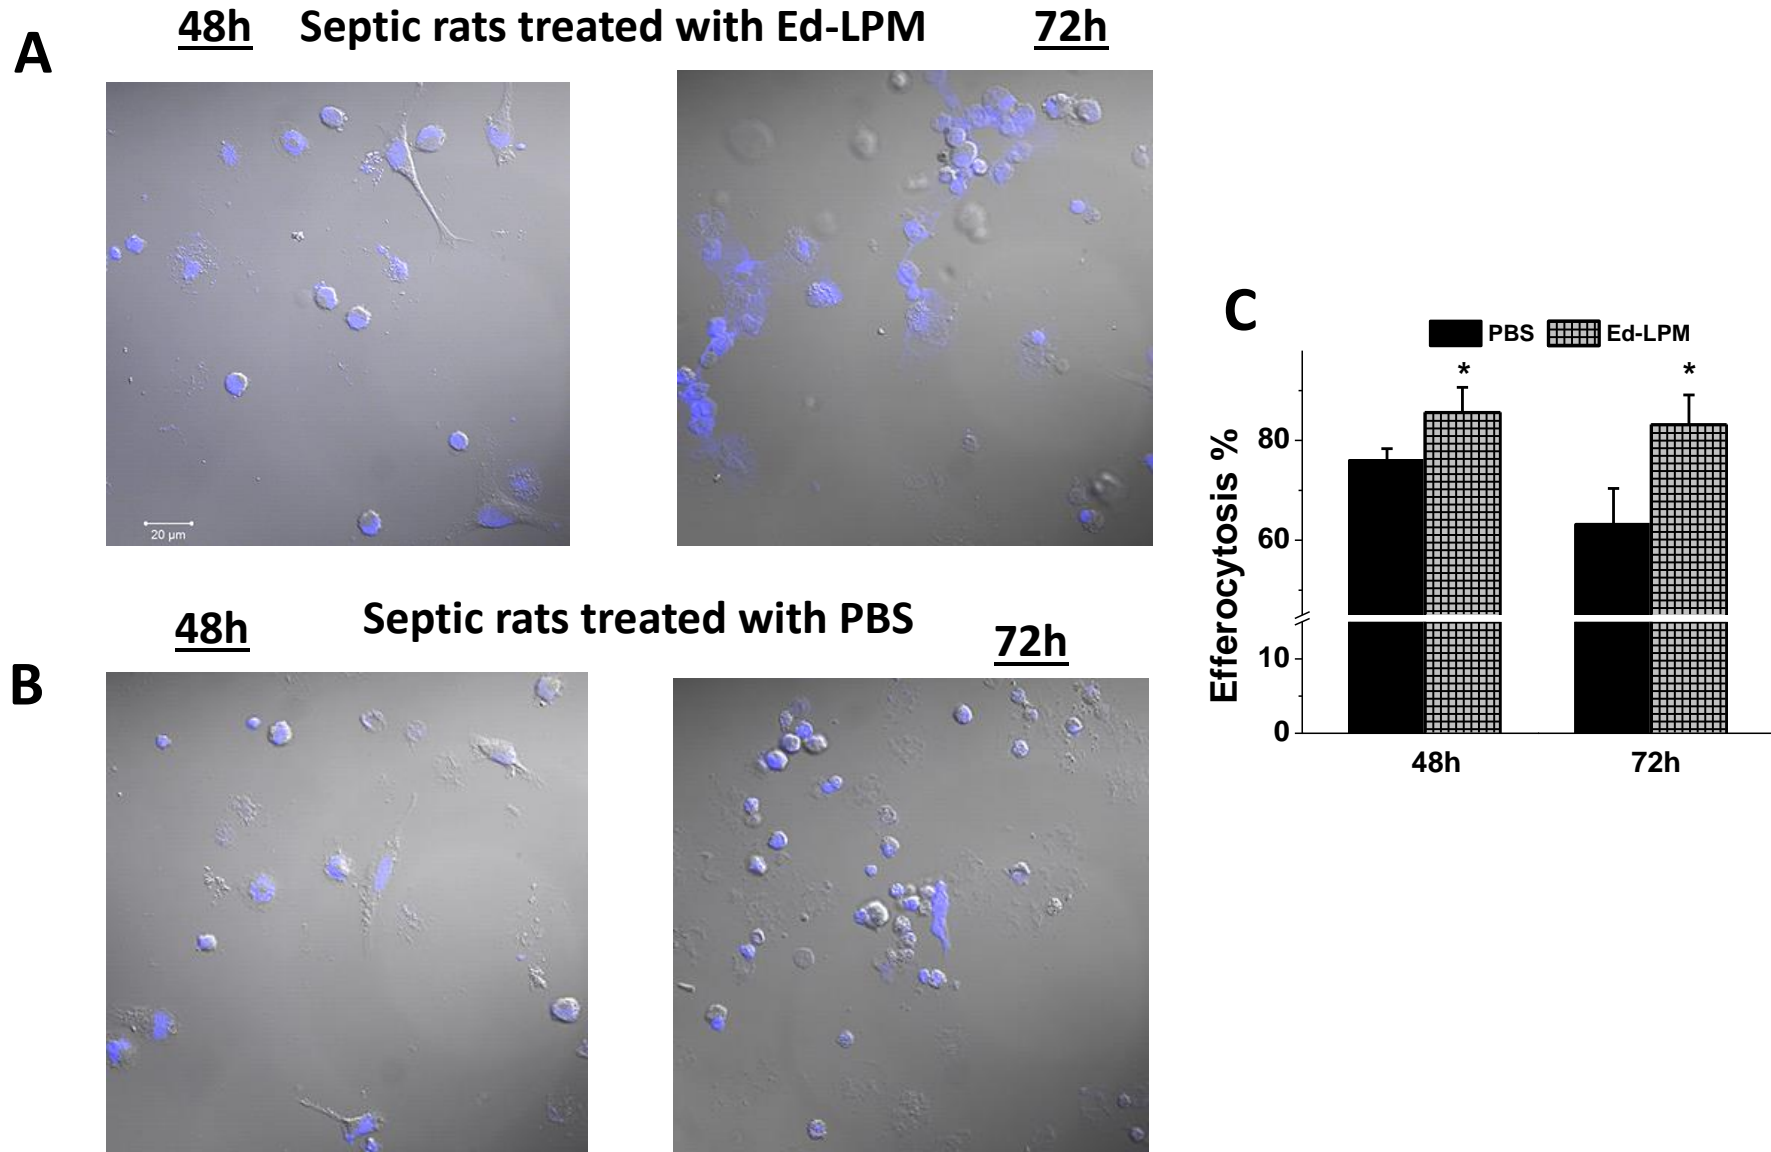 48h Septic rats treated with Ed-LPM 72h
A
20 µm
C
PBS Ed-LPM
* *
Efferocytosis %
80
60
10
0
48h 72h
48h Septic rats treated with PBS 72h
B